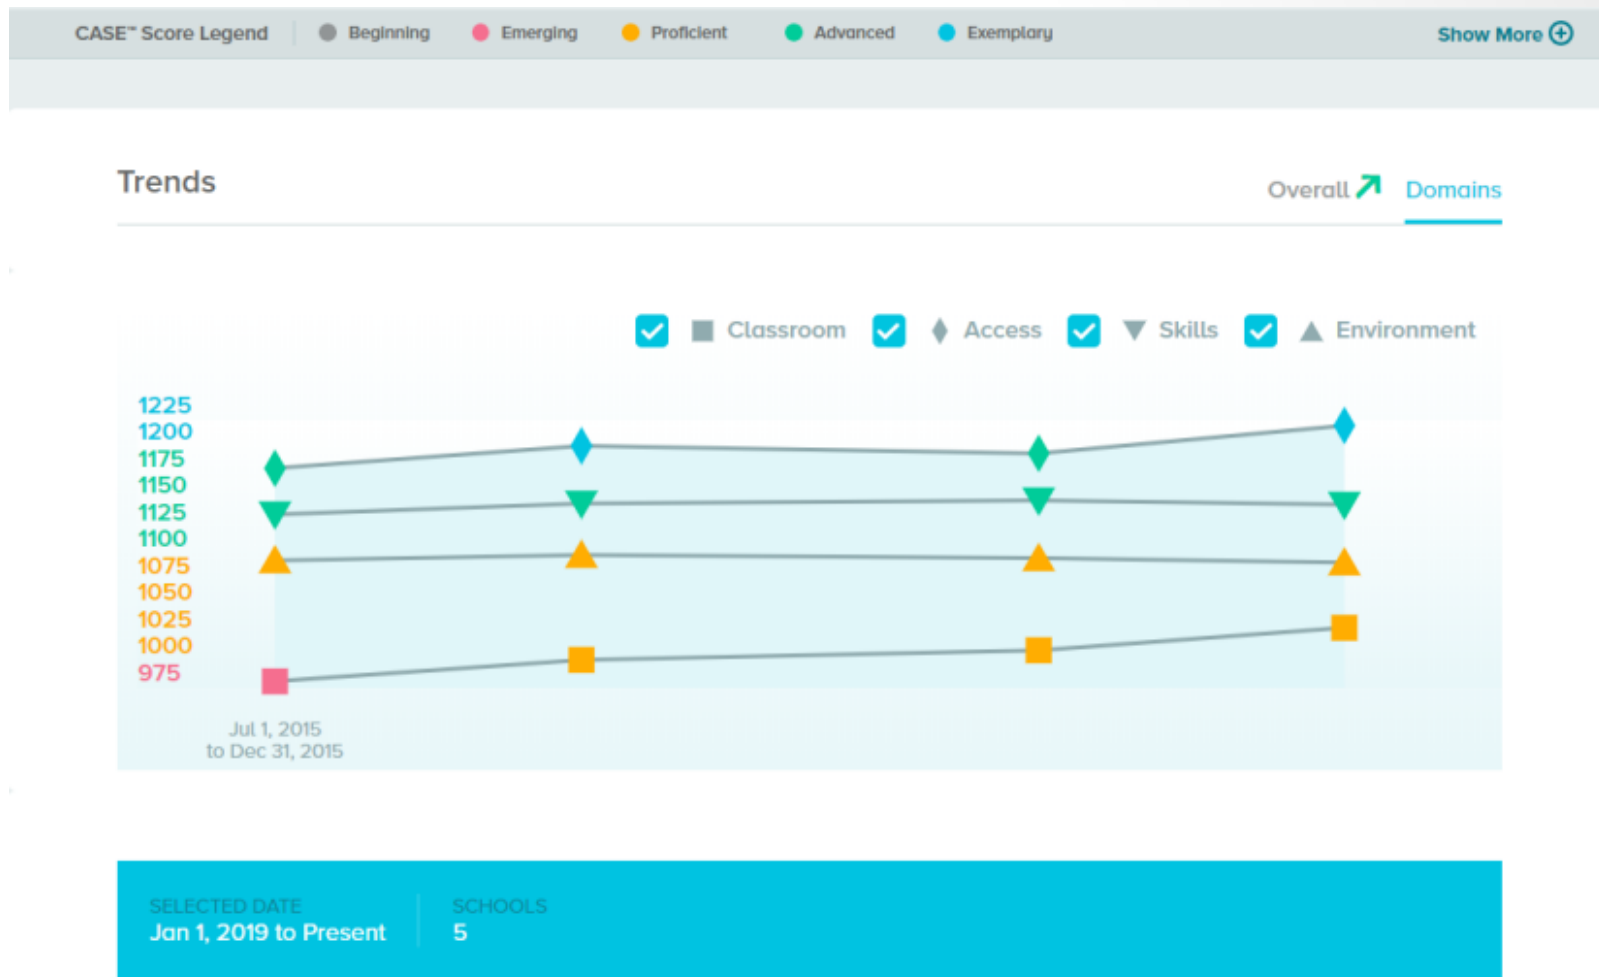 CASE™ Score Legend Beginning Emerging Proficient Advanced Exemplary Show More
Trends
Overall Domains
Classroom Access Skills Environment
1225
1200
1175
1150
1125
1100
1075
1050
1025
1000
975
Jul 1, 2015
to Dec 31, 2015
SELECTED DATE SCHOOLS
Jan 1, 2019 to Present 5